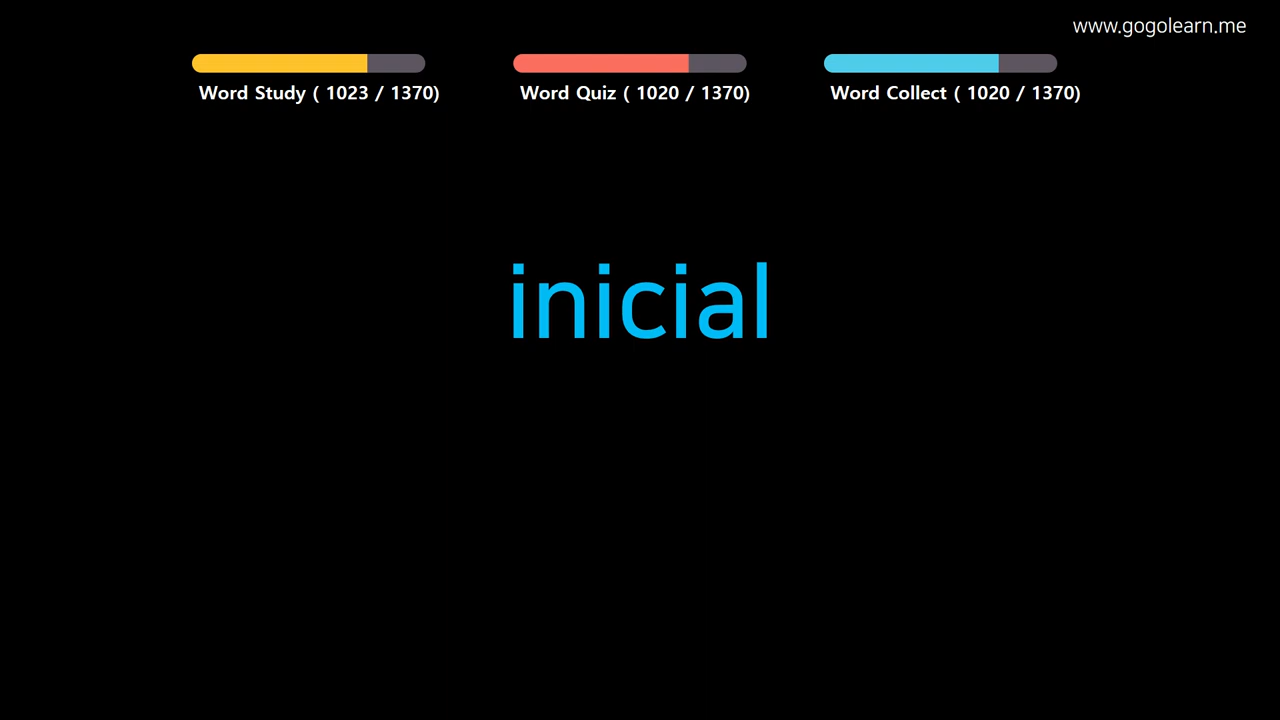 www.gogolearn.me
Word Study ( 1023 / 1370)
Word Quiz ( 1020 / 1370)
Word Collect ( 1020 / 1370)
inicial